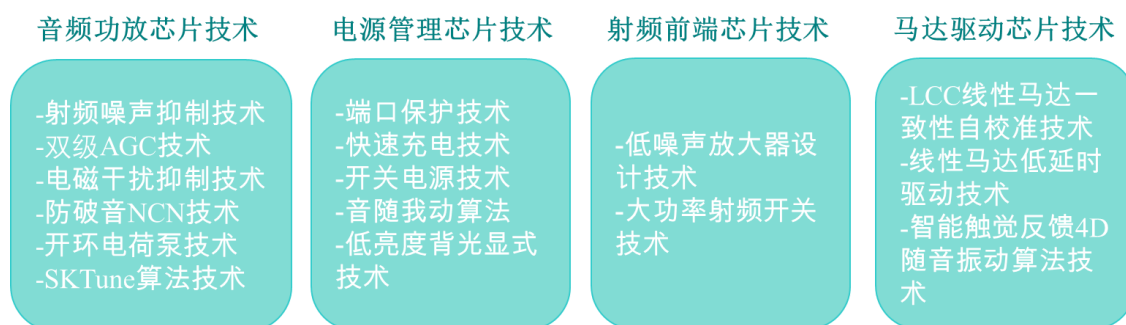 音频功放芯片技术
-射频噪声抑制技术
-双级AGC技术
-电磁干扰抑制技术
-防破音NCN技术
-开环电荷泵技术
-SKTune算法技术
电源管理芯片技术
-端口保护技术
-快速充电技术
-开关电源技术
-音随我动算法
-低亮度背光显式
技术
射频前端芯片技术
-低噪声放大器设
计技术
-大功率射频开关
技术
马达驱动芯片技术
-LCC线性马达一
致性自校准技术
-线性马达低延时
驱动技术
-智能触觉反馈4D
随音振动算法技
术